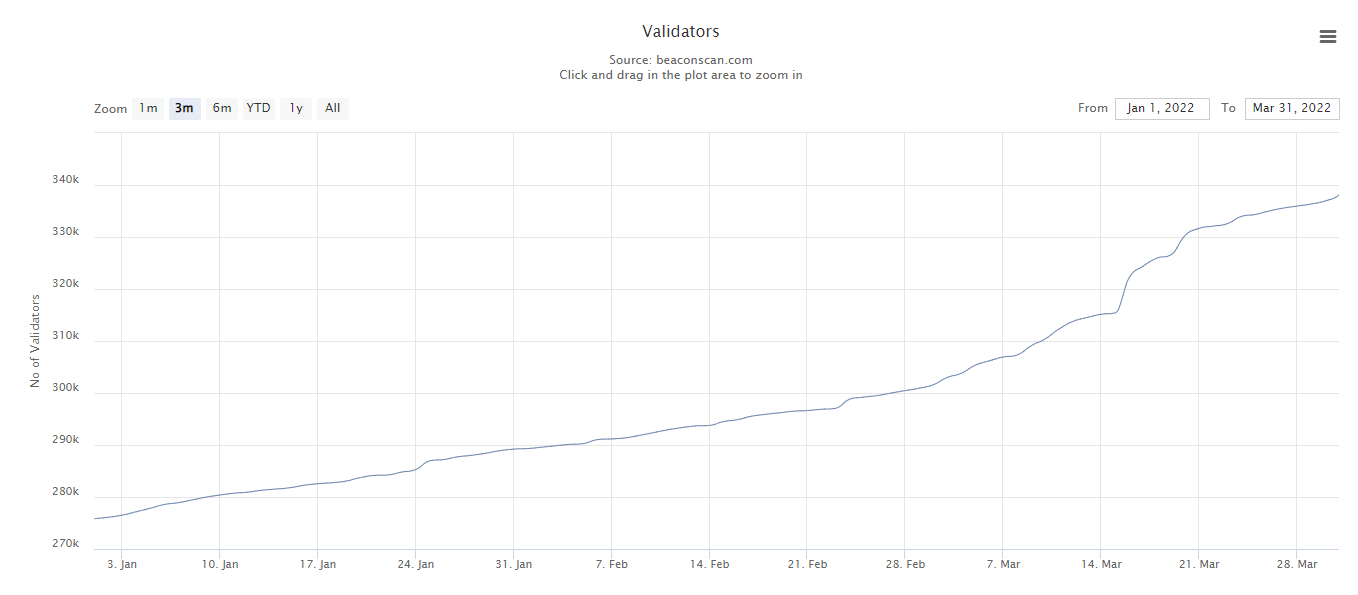 Validators
Source: beaconscan.com
Click and drag in the plot area to zoom in
Zoom 1m 3m 6m YTD 1y All From Jan 1, 2022 To Mar 31, 2022
No of Validators
340k
330k
320k
310k
300k
290k
280k
270k
3. Jan 10. Jan 17. Jan 24. Jan 31. Jan 7. Feb 14. Feb 21. Feb 28. Feb 7. Mar 14. Mar 21. Mar 28. Mar